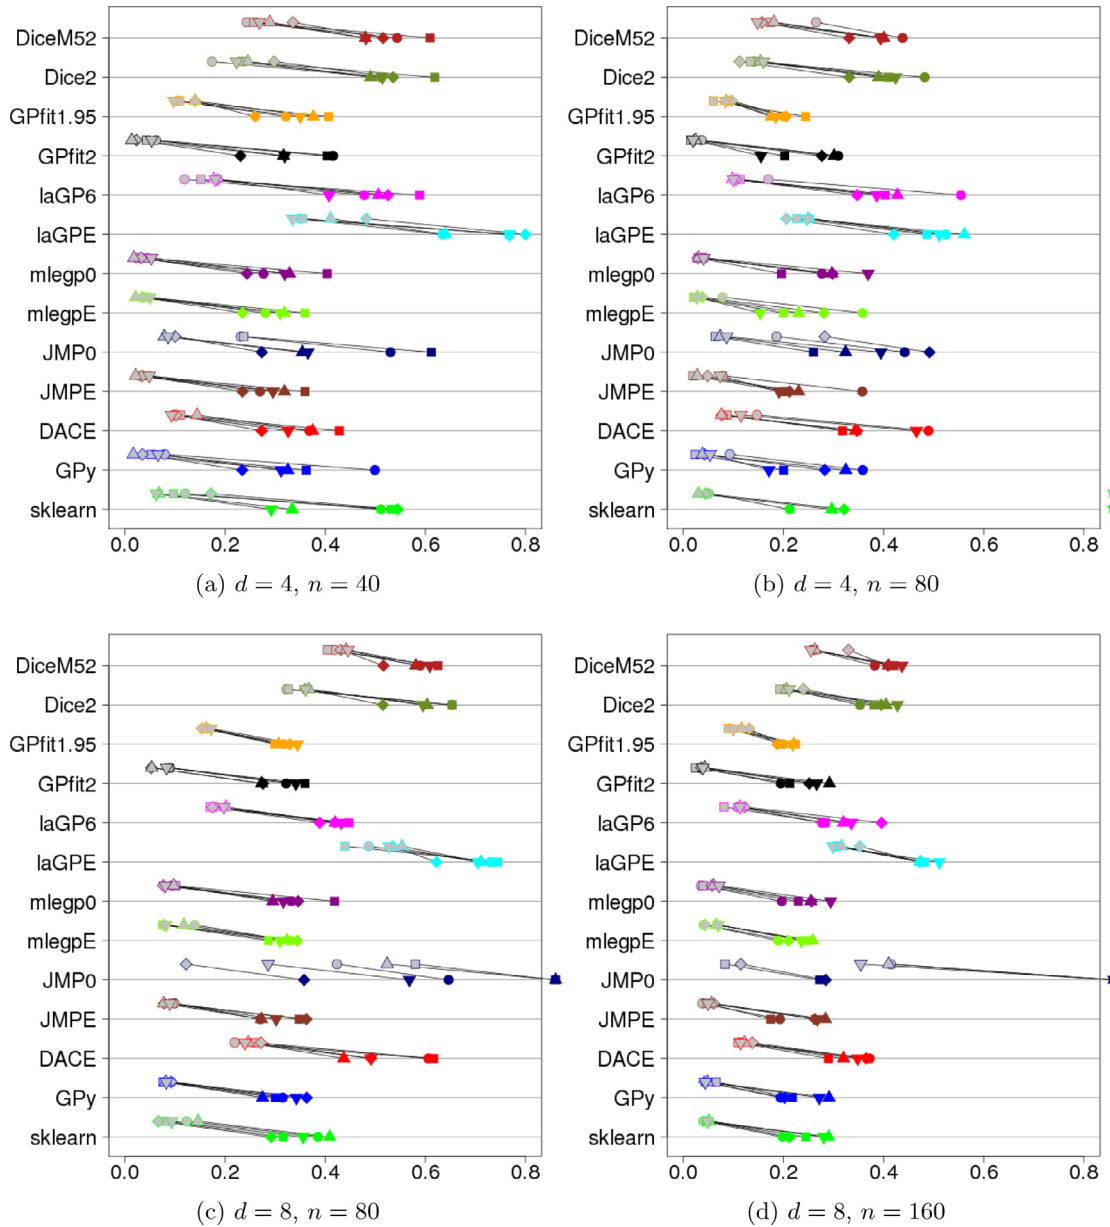 DiceM52
Dice2
GPfit1.95
GPfit2
laGP6
laGPE
mlegp0
mlegpE
JMP0
JMPE
DACE
GPy
sklearn
0.0 0.2 0.4 0.6 0.8
(a) d = 4, n = 40
DiceM52
Dice2
GPfit1.95
GPfit2
laGP6
laGPE
mlegp0
mlegpE
JMP0
JMPE
DACE
GPy
sklearn
0.0 0.2 0.4 0.6 0.8
(b) d = 4, n = 80
DiceM52
Dice2
GPfit1.95
GPfit2
laGP6
laGPE
mlegp0
mlegpE
JMP0
JMPE
DACE
GPy
sklearn
0.0 0.2 0.4 0.6 0.8
(c) d = 8, n = 80
DiceM52
Dice2
GPfit1.95
GPfit2
laGP6
laGPE
mlegp0
mlegpE
JMP0
JMPE
DACE
GPy
sklearn
0.0 0.2 0.4 0.6 0.8
(d) d = 8, n = 160